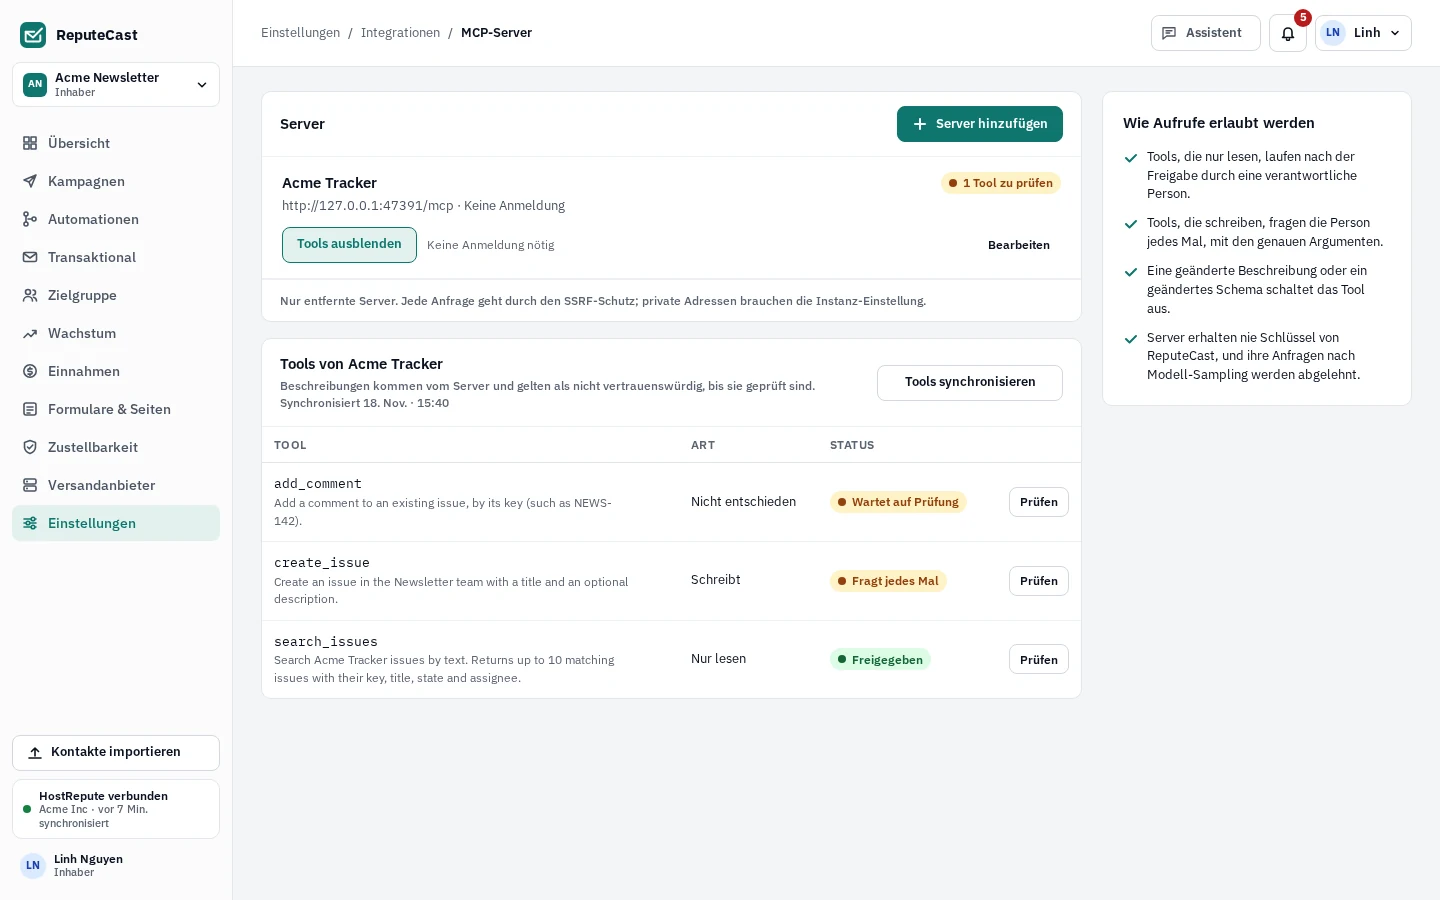 ReputeCast
AN
Acme Newsletter
Inhaber
Übersicht
Kampagnen
Automationen
Transaktional
Zielgruppe
Wachstum
Einnahmen
Formulare & Seiten
Zustellbarkeit
Versandanbieter
Einstellungen
Kontakte importieren
HostRepute verbunden
Acme Inc · vor 7 Min.
synchronisiert
LN
Linh Nguyen
Inhaber
Einstellungen / Integrationen / MCP-Server
Assistent
5
LN
Linh
Server
Server hinzufügen
Acme Tracker
1 Tool zu prüfen
http://127.0.0.1:47391/mcp · Keine Anmeldung
Tools ausblenden
Keine Anmeldung nötig
Bearbeiten
Nur entfernte Server. Jede Anfrage geht durch den SSRF-Schutz; private Adressen brauchen die Instanz-Einstellung.
Tools von Acme Tracker
Beschreibungen kommen vom Server und gelten als nicht vertrauenswürdig, bis sie geprüft sind.
Synchronisiert 18. Nov. · 15:40
Tools synchronisieren
TOOL ART STATUS
add_comment
Add a comment to an existing issue, by its key (such as NEWS-
142).
Nicht entschieden
Wartet auf Prüfung
Prüfen
create_issue
Create an issue in the Newsletter team with a title and an optional
description.
Schreibt
Fragt jedes Mal
Prüfen
search_issues
Search Acme Tracker issues by text. Returns up to 10 matching
issues with their key, title, state and assignee.
Nur lesen
Freigegeben
Prüfen
Wie Aufrufe erlaubt werden
Tools, die nur lesen, laufen nach der
Freigabe durch eine verantwortliche
Person.
Tools, die schreiben, fragen die Person
jedes Mal, mit den genauen Argumenten.
Eine geänderte Beschreibung oder ein
geändertes Schema schaltet das Tool
aus.
Server erhalten nie Schlüssel von
ReputeCast, und ihre Anfragen nach
Modell-Sampling werden abgelehnt.